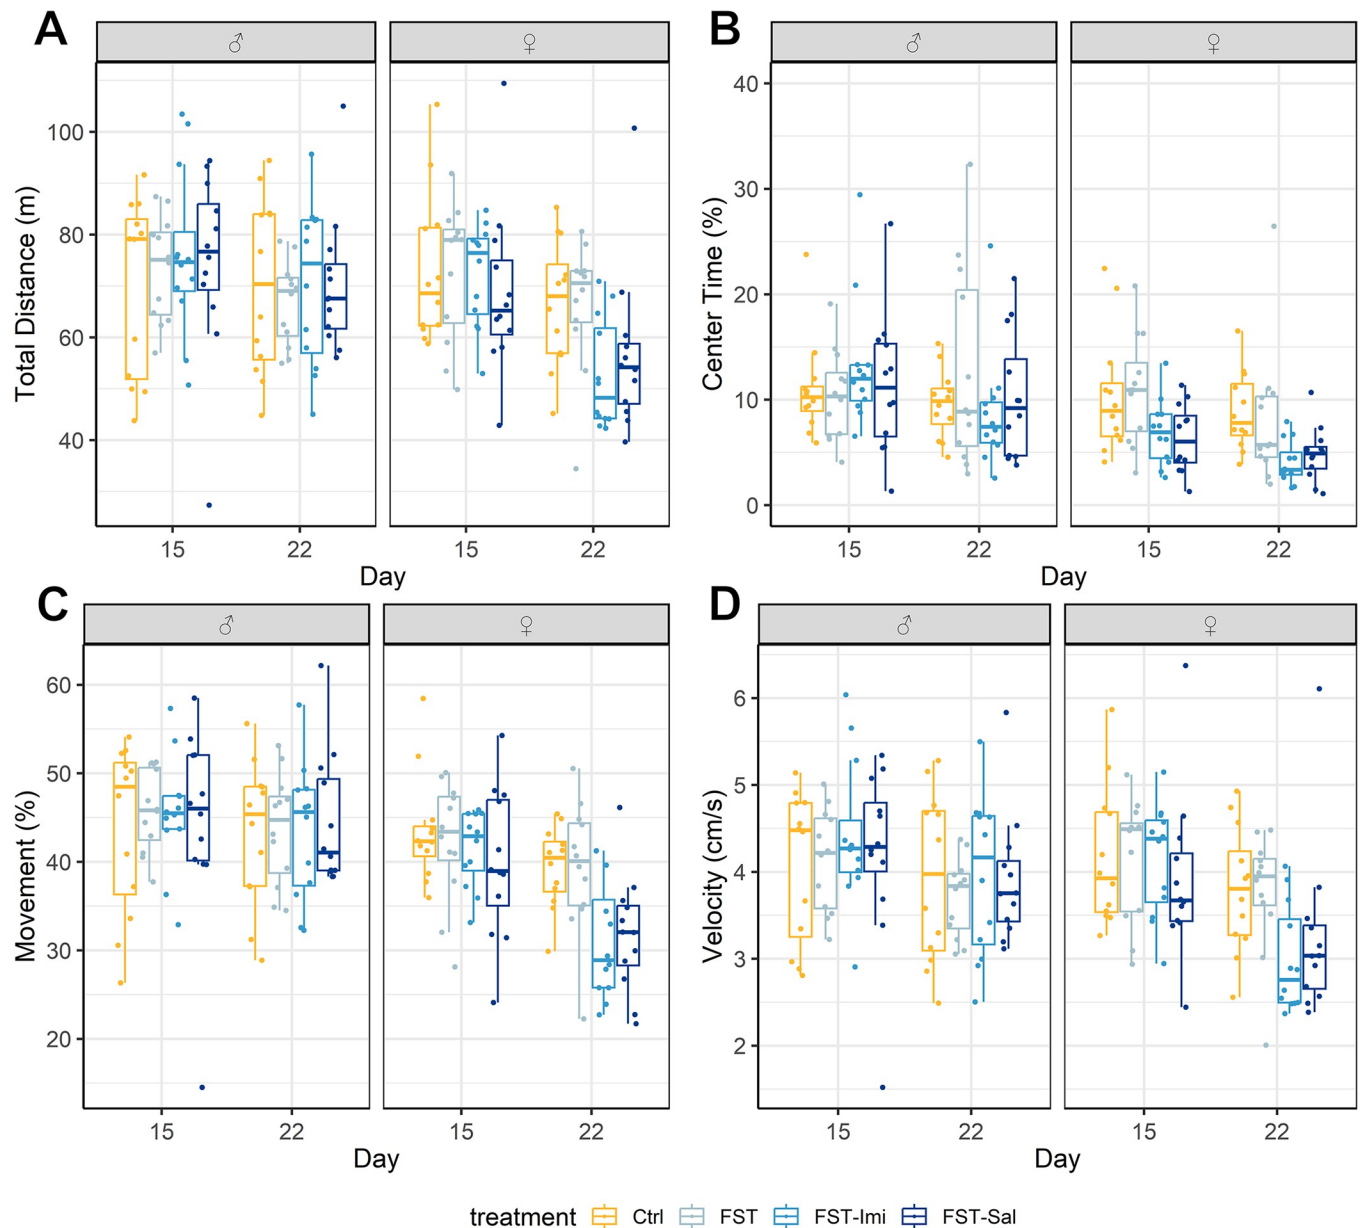 A
♂ ♀
Total Distance (m)
100
80
60
40
15 22 15 22
Day
B
♂ ♀
Center Time (%)
40
30
20
10
0
15 22 15 22
Day
C
♂ ♀
Movement (%)
60
50
40
30
20
15 22 15 22
Day
D
♂ ♀
Velocity (cm/s)
6
5
4
3
2
15 22 15 22
Day
treatment Ctrl FST FST-Imi FST-Sal